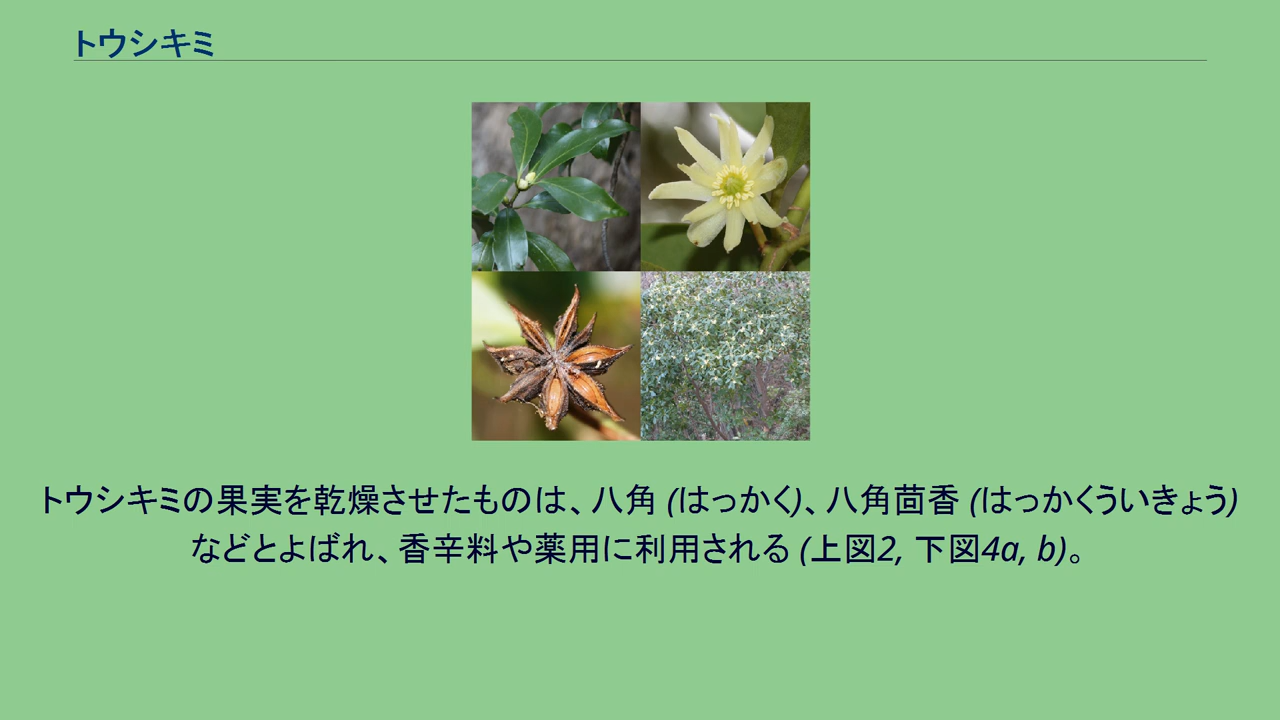 トウシキミ
トウシキミの果実を乾燥させたものは、八角 (はっかく)、八角茴香 (はっかくういきょう)
などとよばれ、香辛料や薬用に利用される (上図2, 下図4a, b)。